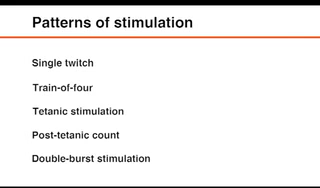 Patterns of stimulation
Single twitch
Train-of-four
Tetanic stimulation
Post-tetanic count
Double-burst stimulation